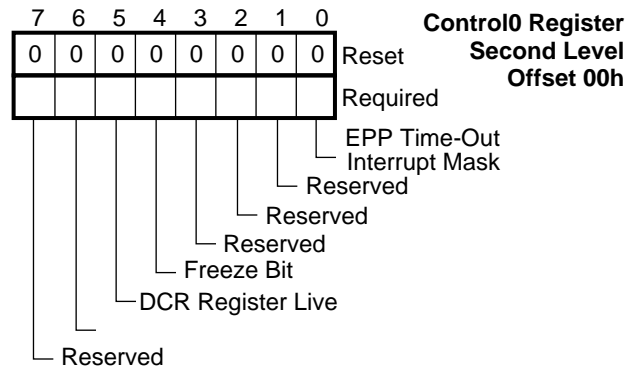 7 6 5 4 3 2 1 0
Control0 Register
Second Level
Offset 00h
0 0 0 0 0 0 0 0 Reset
Required
EPP Time-Out
Interrupt Mask
Reserved
Reserved
Reserved
Freeze Bit
DCR Register Live
Reserved